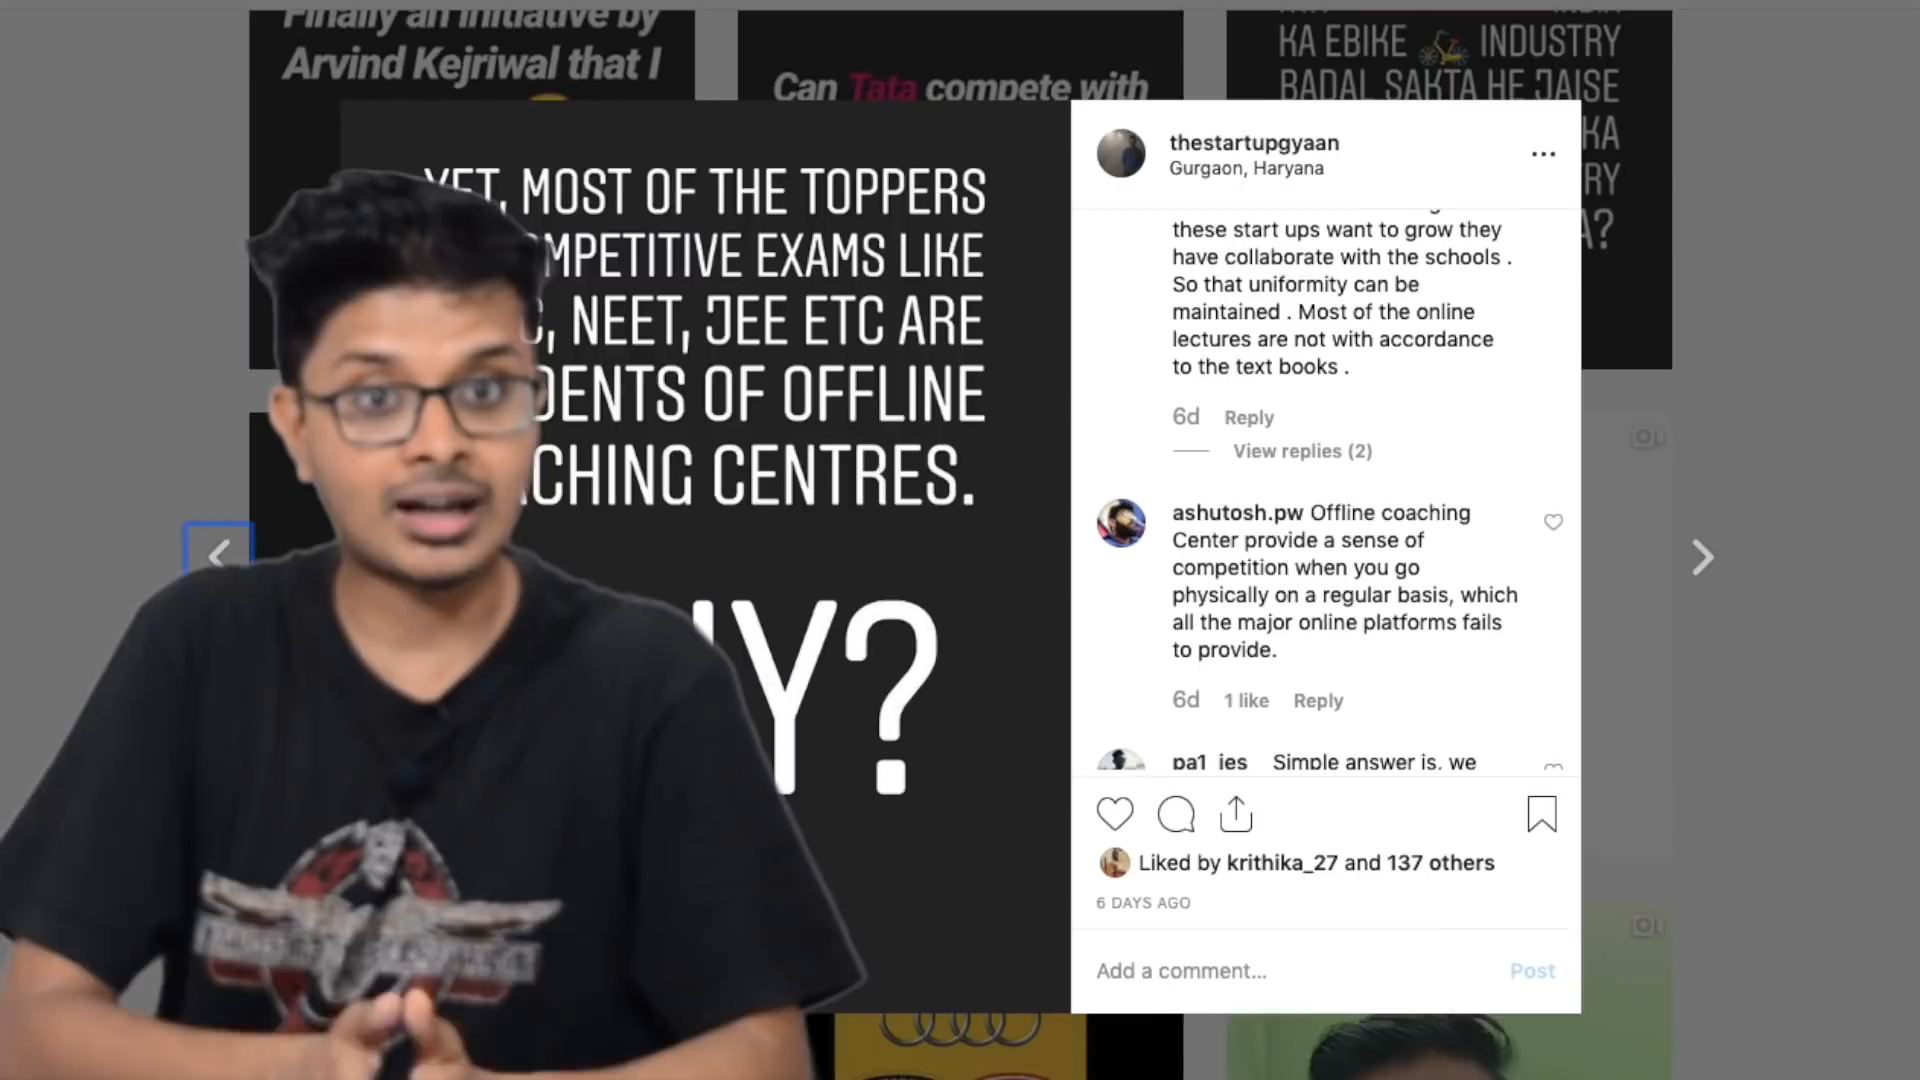 Finally an initiative by
Arvind Kejriwal that I
Can Tata compete with
KA EBIKE INDUSTRY
BADAL SAKTA HE JAISE
KA
RY
A?
YET, MOST OF THE TOPPERS
MPETITIVE EXAMS LIKE
C, NEET, JEE ETC ARE
DENTS OF OFFLINE
CHING CENTRES.
Y?
thestartupgyaan
Gurgaon, Haryana
these start ups want to grow they
have collaborate with the schools .
So that uniformity can be
maintained . Most of the online
lectures are not with accordance
to the text books .
6d Reply
View replies (2)
ashutosh.pw Offline coaching
Center provide a sense of
competition when you go
physically on a regular basis, which
all the major online platforms fails
to provide.
6d 1 like Reply
pa1 ies Simple answer is, we
Liked by krithika_27 and 137 others
6 DAYS AGO
Add a comment... Post